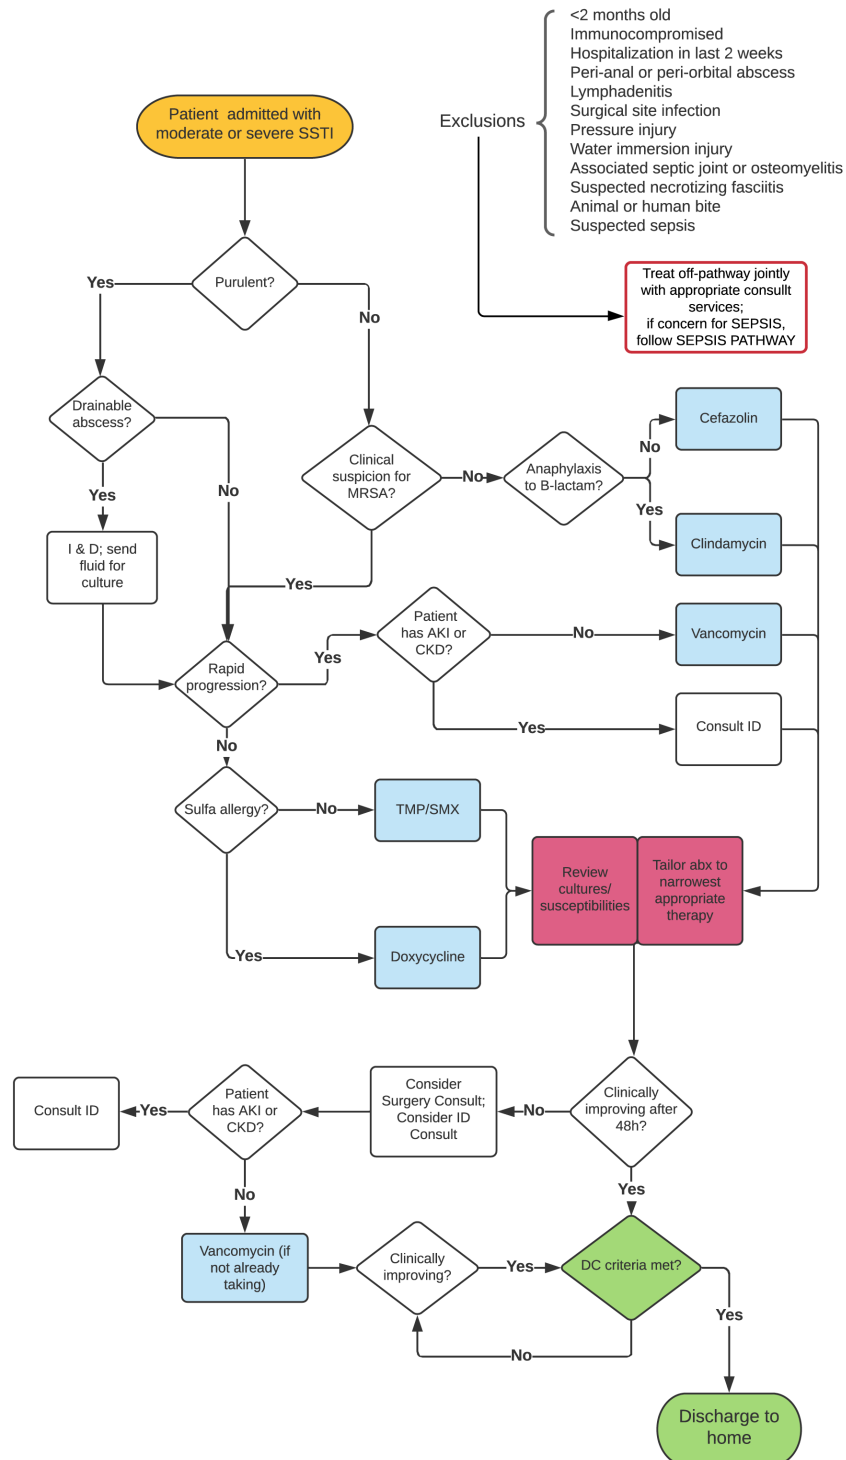 <2 months old
Immunocompromised
Hospitalization in last 2 weeks
Peri-anal or peri-orbital abscess
Lymphadenitis
Surgical site infection
Pressure injury
Water immersion injury
Associated septic joint or osteomyelitis
Suspected necrotizing fasciitis
Animal or human bite
Suspected sepsis
Exclusions
Patient admitted with
moderate or severe SSTI
Treat off-pathway jointly
with appropriate consullt
services;
if concern for SEPSIS,
follow SEPSIS PATHWAY
Purulent?
Yes
No
Drainable
abscess?
Yes
No
I & D; send
fluid for
culture
Clinical
suspicion for
MRSA?
No
Yes
Anaphylaxis
to B-lactam?
No
Yes
Cefazolin
Clindamycin
Rapid
progression?
Yes
No
Patient
has AKI or
CKD?
No
Yes
Vancomycin
Consult ID
Sulfa allergy?
No
Yes
TMP/SMX
Doxycycline
Review
cultures/
susceptibilities
Tailor abx to
narrowest
appropriate
therapy
Clinically
improving after
48h?
No
Yes
Consider
Surgery Consult;
Consider ID
Consult
Patient
has AKI or
CKD?
Yes
No
Consult ID
Vancomycin (if
not already
taking)
Clinically
improving?
Yes
DC criteria met?
No
Yes
Discharge to
home